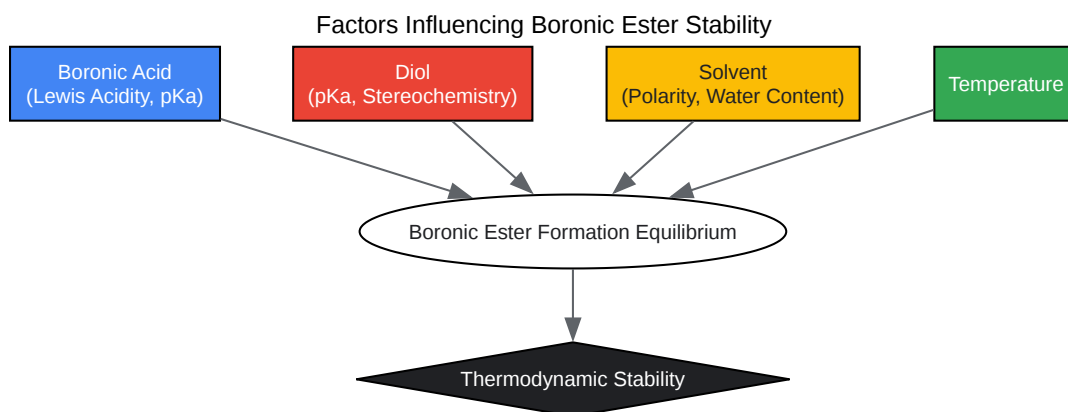 Factors Influencing Boronic Ester Stability
Boronic Acid
(Lewis Acidity, pKa)
Diol
(pKa, Stereochemistry)
Solvent
(Polarity, Water Content)
Temperature
Boronic Ester Formation Equilibrium
Thermodynamic Stability